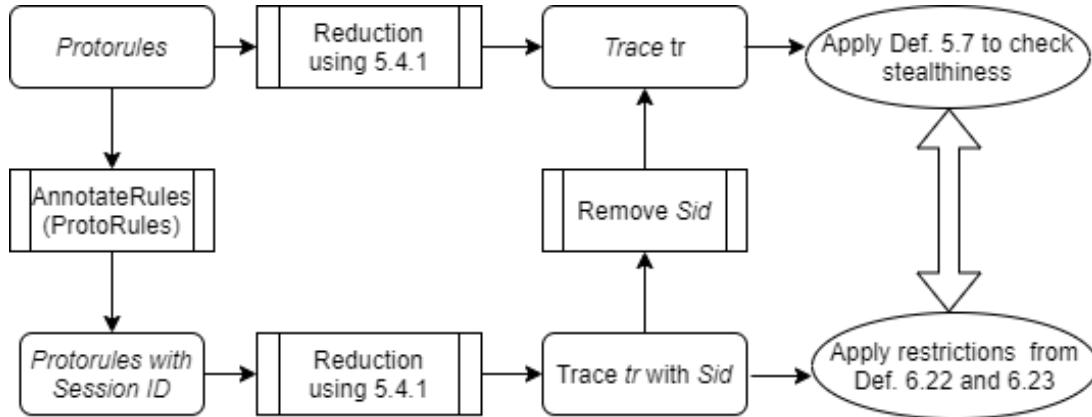 Protorules
Reduction
using 5.4.1
Trace tr
Apply Def. 5.7 to check
stealthiness
AnnotateRules
(ProtoRules)
Remove Sid
Protorules with
Session ID
Reduction
using 5.4.1
Trace tr with Sid
Apply restrictions from
Def. 6.22 and 6.23